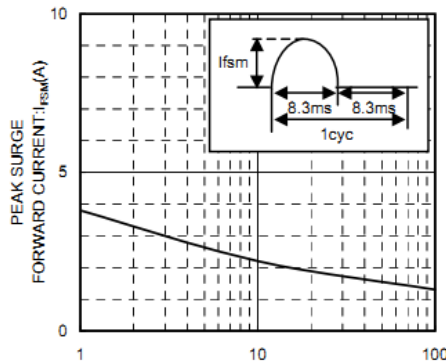 10
5
0
PEAK SURGE
FORWARD CURRENT:IFSM(A)
Ifsm
8.3ms 8.3ms
1cyc
1 10 100